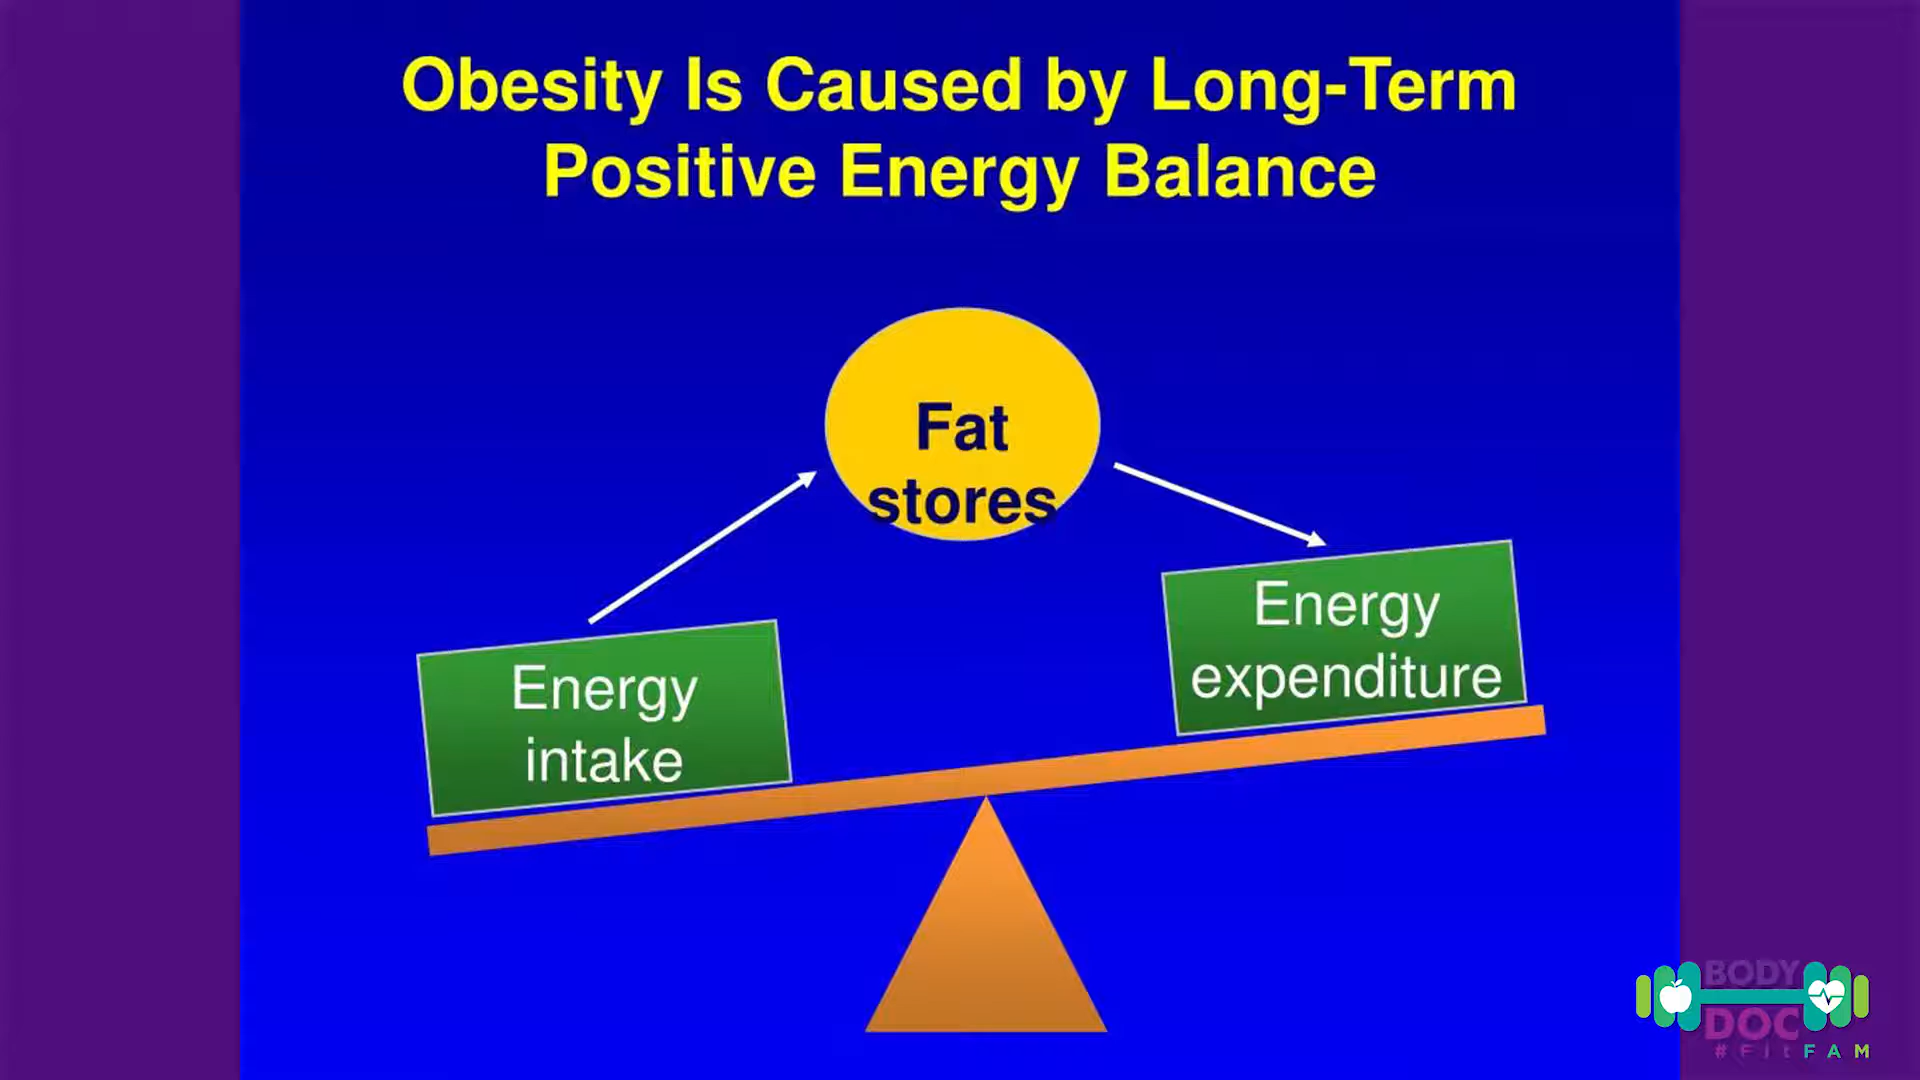 Obesity Is Caused by Long-Term
Positive Energy Balance
Fat
stores
Energy
expenditure
Energy
intake
BODY
DOC
#FitFAM